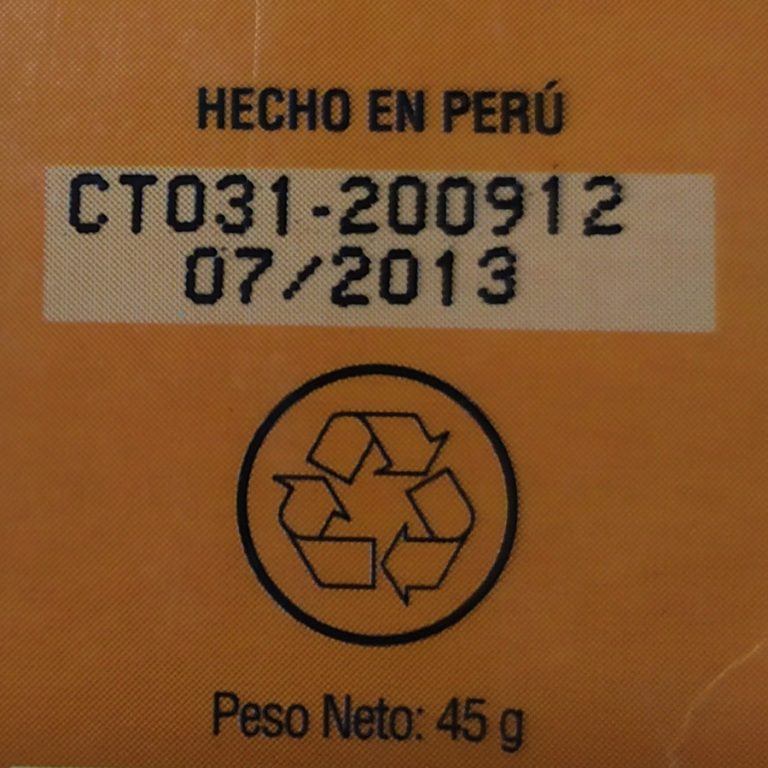 HECHO EN PERÚ
CT031-200912
07/2013
Peso Neto: 45 g